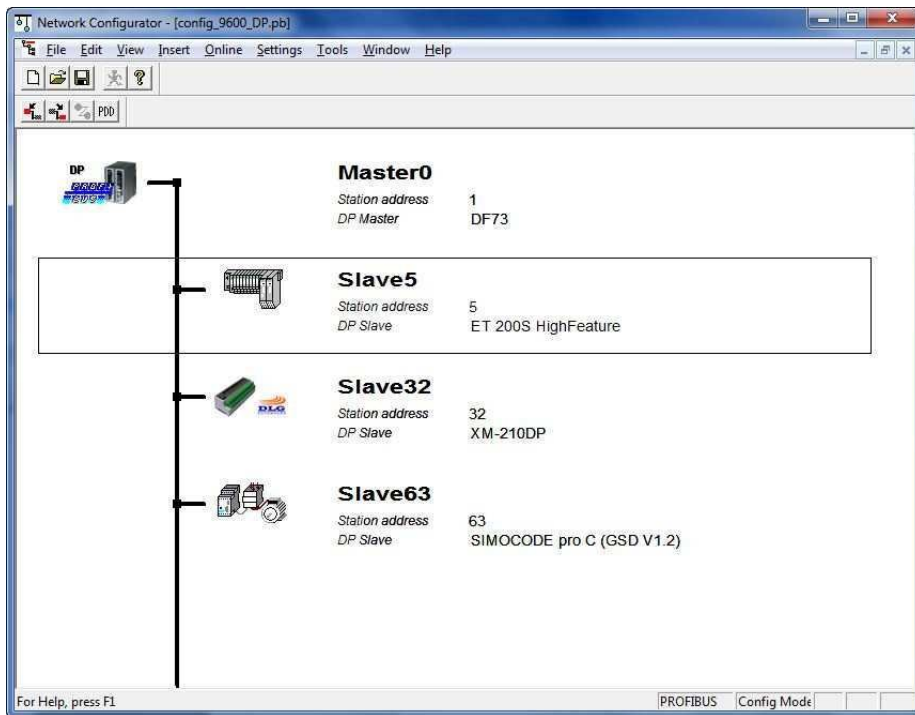 Network Configurator - [config_9600_DP.pb]
File Edit View Insert Online Settings Tools Window Help
PDD
DP
PROFI
BUS
Master0
Station address 1
DP Master DF73
Slave5
Station address 5
DP Slave ET 200S HighFeature
DLG
Slave32
Station address 32
DP Slave XM-210DP
Slave63
Station address 63
DP Slave SIMOCODE pro C (GSD V1.2)
For Help, press F1
PROFIBUS Config Mode